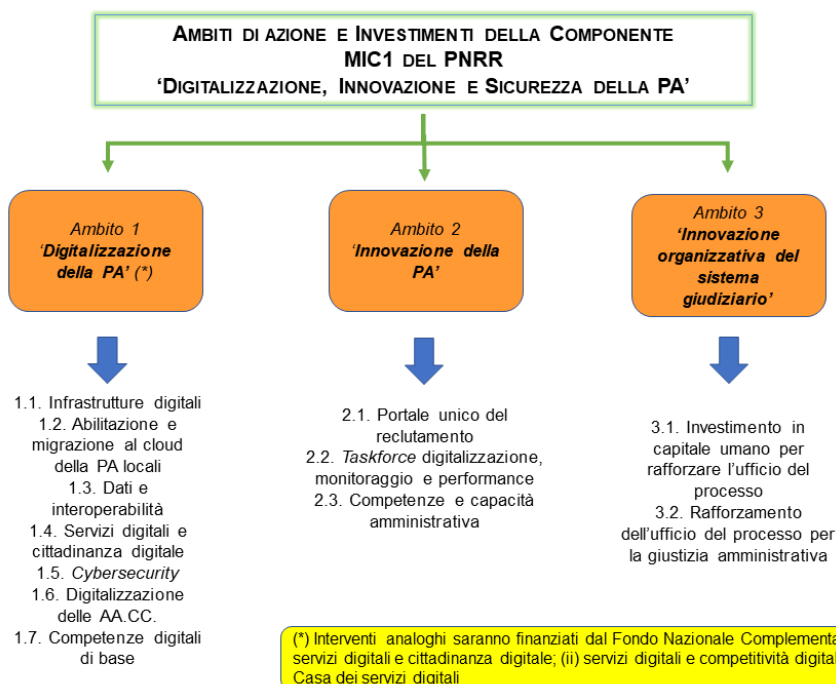 AMBITI DI AZIONE E INVESTIMENTI DELLA COMPONENTE
MIC1 DEL PNRR
‘DIGITALIZZAZIONE, INNOVAZIONE E SICUREZZA DELLA PA’
Ambito 1
‘Digitalizzazione
della PA’ (*)
Ambito 2
‘Innovazione della
PA’
Ambito 3
‘Innovazione
organizzativa del
sistema
giudiziario’
1.1. Infrastrutture digitali
1.2. Abilitazione e
migrazione al cloud
della PA locali
1.3. Dati e
interoperabilità
1.4. Servizi digitali e
cittadinanza digitale
1.5. Cybersecurity
1.6. Digitalizzazione
delle AA.CC.
1.7. Competenze digitali
di base
2.1. Portale unico del
reclutamento
2.2. Taskforce digitalizzazione,
monitoraggio e performance
2.3. Competenze e capacità
amministrativa
3.1. Investimento in
capitale umano per
rafforzare l’ufficio del
processo
3.2. Rafforzamento
dell’ufficio del processo per
la giustizia amministrativa
(*) Interventi analoghi saranno finanziati dal Fondo Nazionale
servizi digitali e cittadinanza digitale; (ii) servizi digitali e competitività
Casa dei servizi digitali